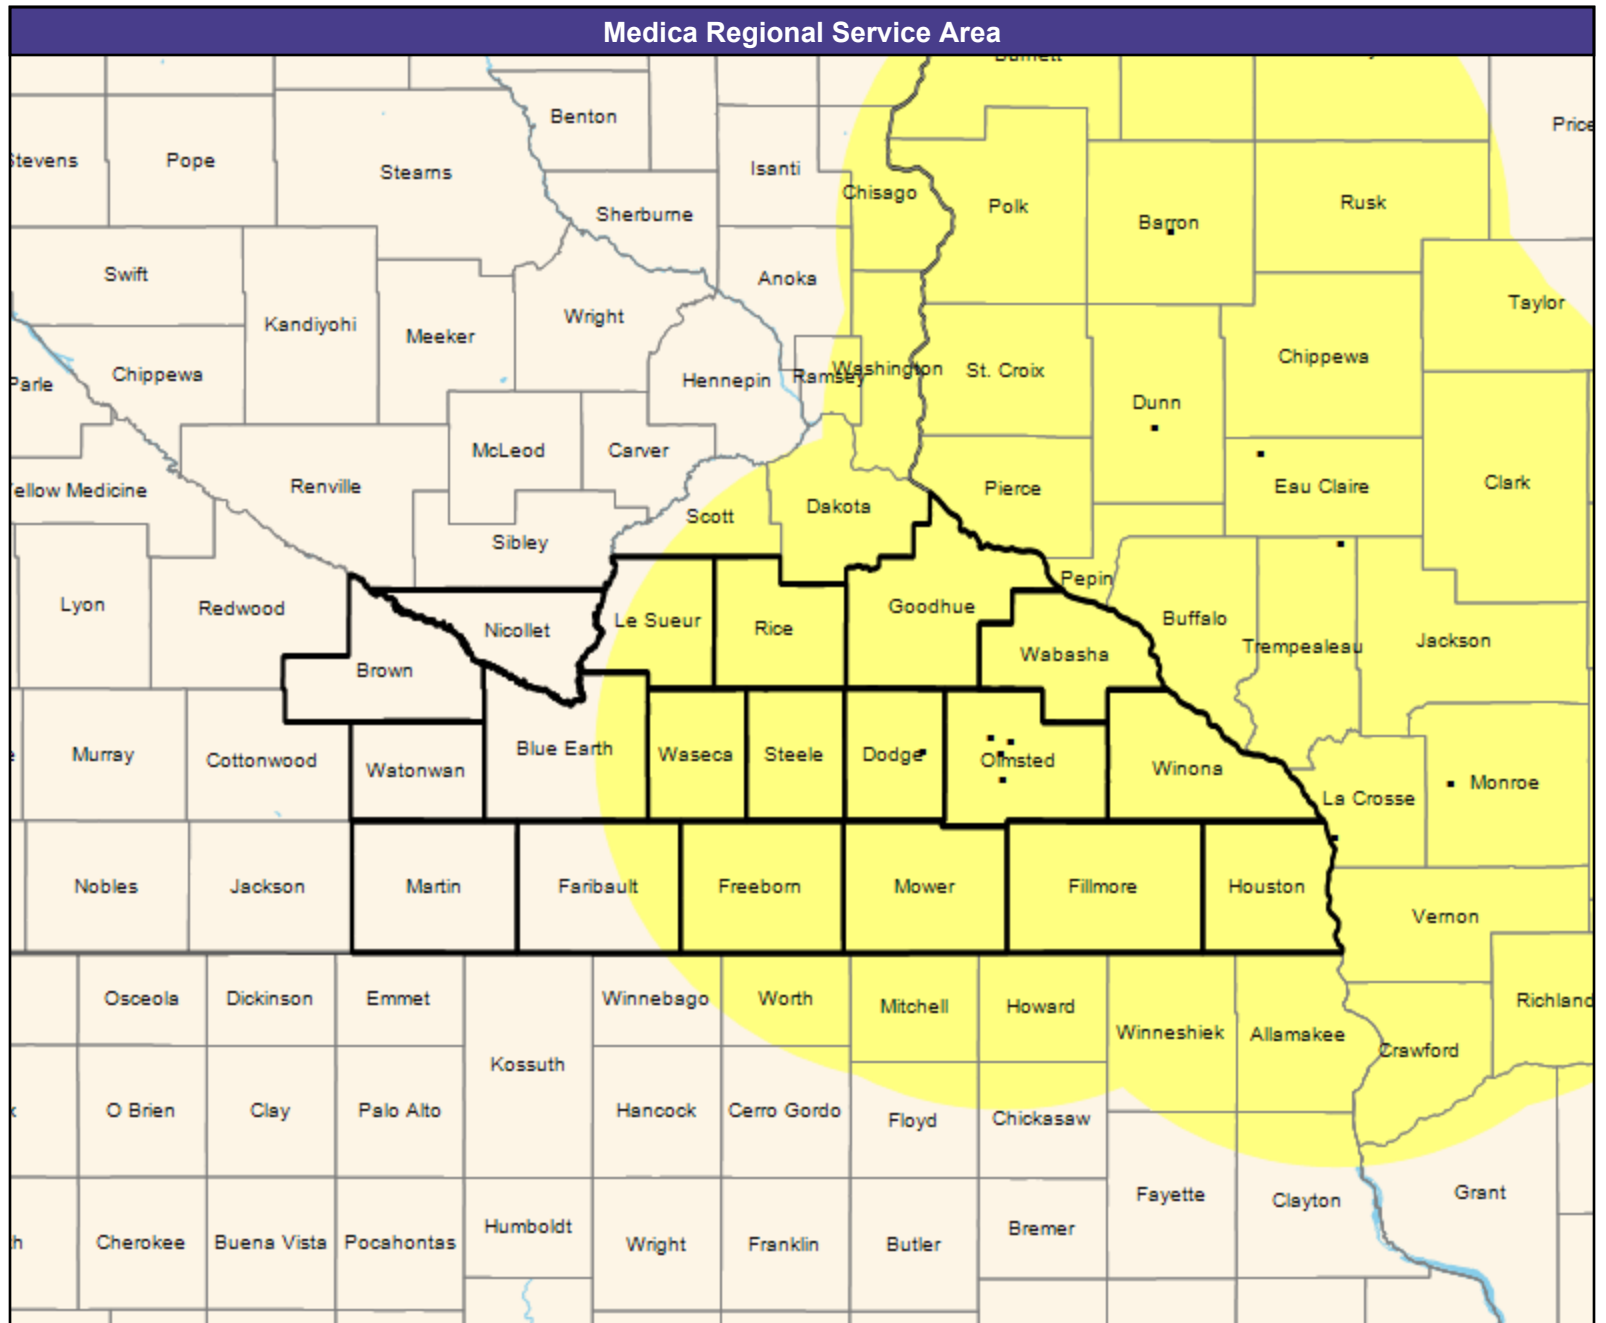 Medica Regional Service Area
Burnett
Benton
Price
Stevens
Pope
Stearns
Isanti
Chisago
Sherburne
Polk
Barron
Rusk
Swift
Anoka
Kandiyohi
Meeker
Wright
Taylor
Chippewa
Parle
Hennepin
Ramsey
Washington
St. Croix
Chippewa
Dunn
McLeod
Carver
Yellow Medicine
Renville
Scott
Dakota
Pierce
Eau Claire
Clark
Sibley
Lyon
Redwood
Nicollet
Le Sueur
Rice
Goodhue
Pepin
Buffalo
Trempealeau
Jackson
Brown
Wabasha
Murray
Cottonwood
Watonwan
Blue Earth
Waseca
Steele
Dodge
Olmsted
Winona
La Crosse
Monroe
Nobles
Jackson
Martin
Faribault
Freeborn
Mower
Fillmore
Houston
Vernon
Osceola
Dickinson
Emmet
Winnebago
Worth
Mitchell
Howard
Winneshiek
Allamakee
Crawford
Richland
Kossuth
O Brien
Clay
Palo Alto
Hancock
Cerro Gordo
Floyd
Chickasaw
Fayette
Clayton
Grant
Cherokee
Buena Vista
Pocahontas
Humboldt
Wright
Franklin
Butler
Bremer